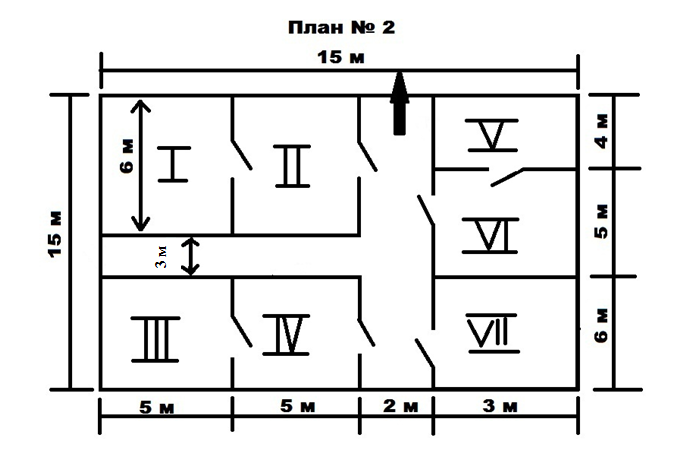 План № 2
15 м
I
6 м
II
V
4 м
15 м
3 м
VI
5 м
III
IV
VII
6 м
5 м
5 м
2 м
3 м